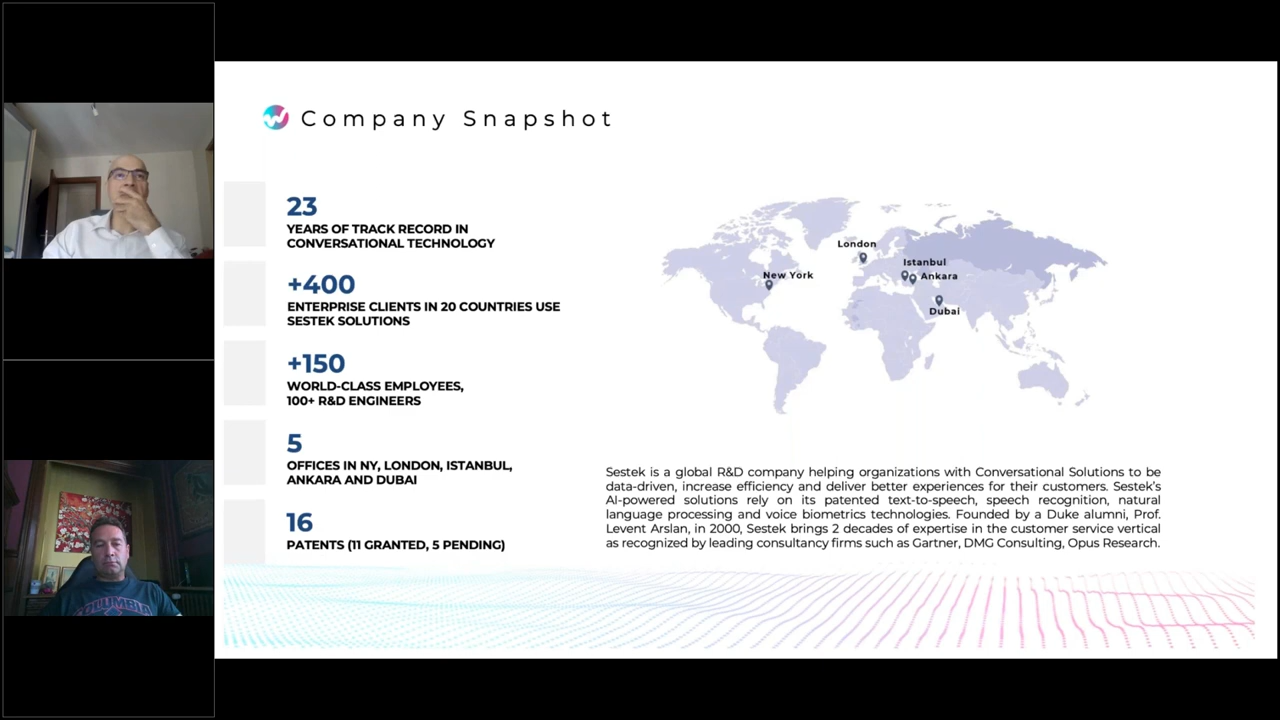 Company Snapshot
23
YEARS OF TRACK RECORD IN
CONVERSATIONAL TECHNOLOGY
+400
ENTERPRISE CLIENTS IN 20 COUNTRIES USE
SESTEK SOLUTIONS
+150
WORLD-CLASS EMPLOYEES,
100+ R&D ENGINEERS
5
OFFICES IN NY, LONDON, ISTANBUL,
ANKARA AND DUBAI
16
PATENTS (11 GRANTED, 5 PENDING)
London
Istanbul
New York
Ankara
Dubai
Sestek is a global R&D company helping organizations with Conversational Solutions to be
data-driven, increase efficiency and deliver better experiences for their customers. Sestek’s
AI-powered solutions rely on its patented text-to-speech, speech recognition, natural
language processing and voice biometrics technologies. Founded by a Duke alumni, Prof.
Levent Arslan, in 2000, Sestek brings 2 decades of expertise in the customer service vertical
as recognized by leading consultancy firms such as Gartner, DMG Consulting, Opus Research.
COLUMBIA